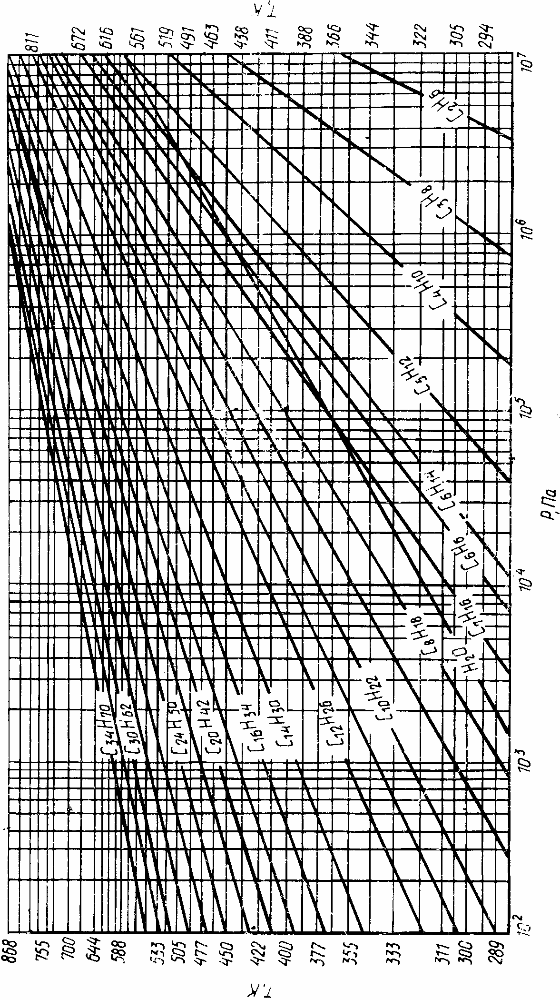 T, K
868
755
700
644
588
533
505
477
450
422
400
377
355
333
311
300
289
T, K
811
672
616
561
519
491
463
438
411
388
366
344
322
305
294
10²
10³
10⁴
10⁵
10⁶
10⁷
P, Па
C₃₄H₇₀
C₃₀H₆₂
C₂₄H₅₀
C₂₀H₄₂
C₁₆H₃₄
C₁₄H₃₀
C₁₂H₂₆
C₁₀H₂₂
C₈H₁₈
H₂O
C₇H₁₆
C₆H₆
C₆H₁₄
C₅H₁₂
C₄H₁₀
C₃H₈
C₂H₆